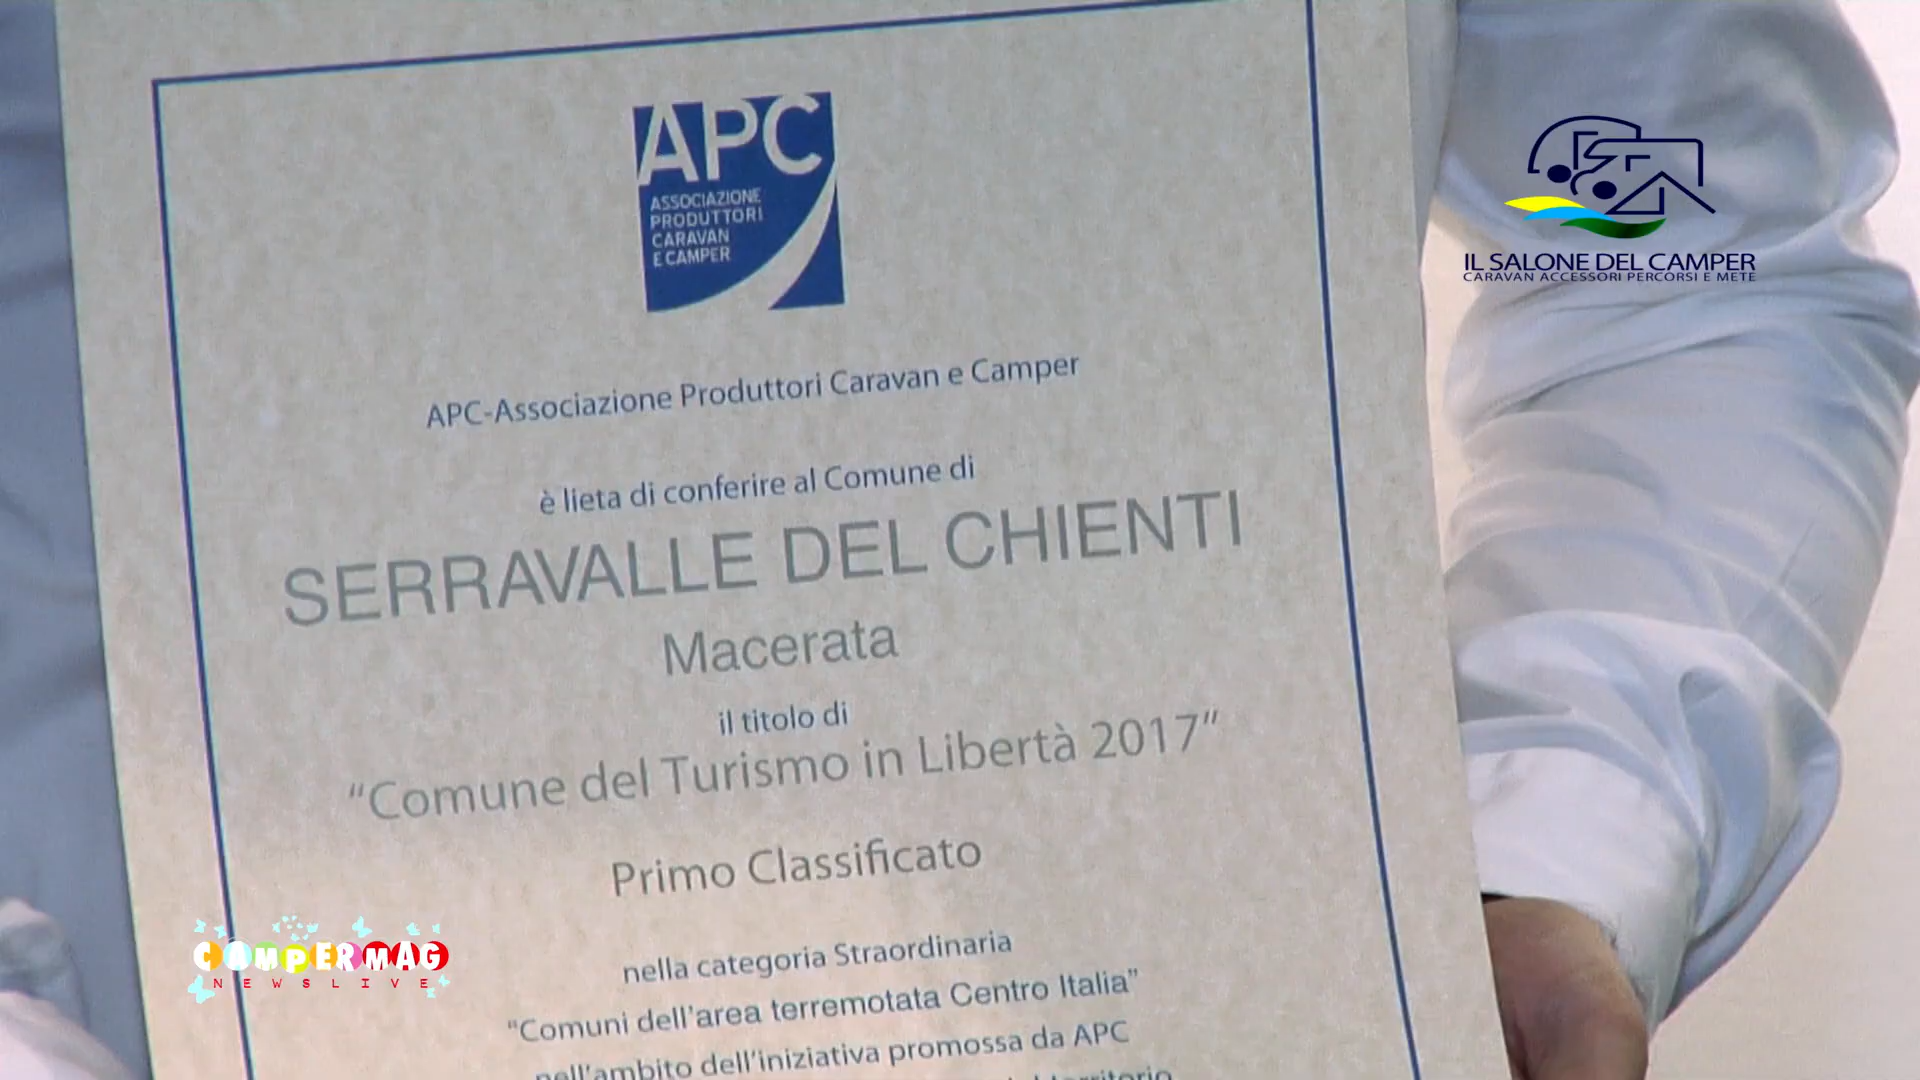 APC
ASSOCIAZIONE
PRODUTTORI
CARAVAN
E CAMPER
IL SALONE DEL CAMPER
CARAVAN ACCESSORI PERCORSI E METE
APC-Associazione Produttori Caravan e Camper
è lieta di conferire al Comune di
SERRAVALLE DEL CHIENTI
Macerata
il titolo di
“Comune del Turismo in Libertà 2017”
Primo Classificato
nella categoria Straordinaria
“Comuni dell’area terremotata Centro Italia”
nell’ambito dell’iniziativa promossa da APC
territorio
CAMPERMAG
NEWSLIVE